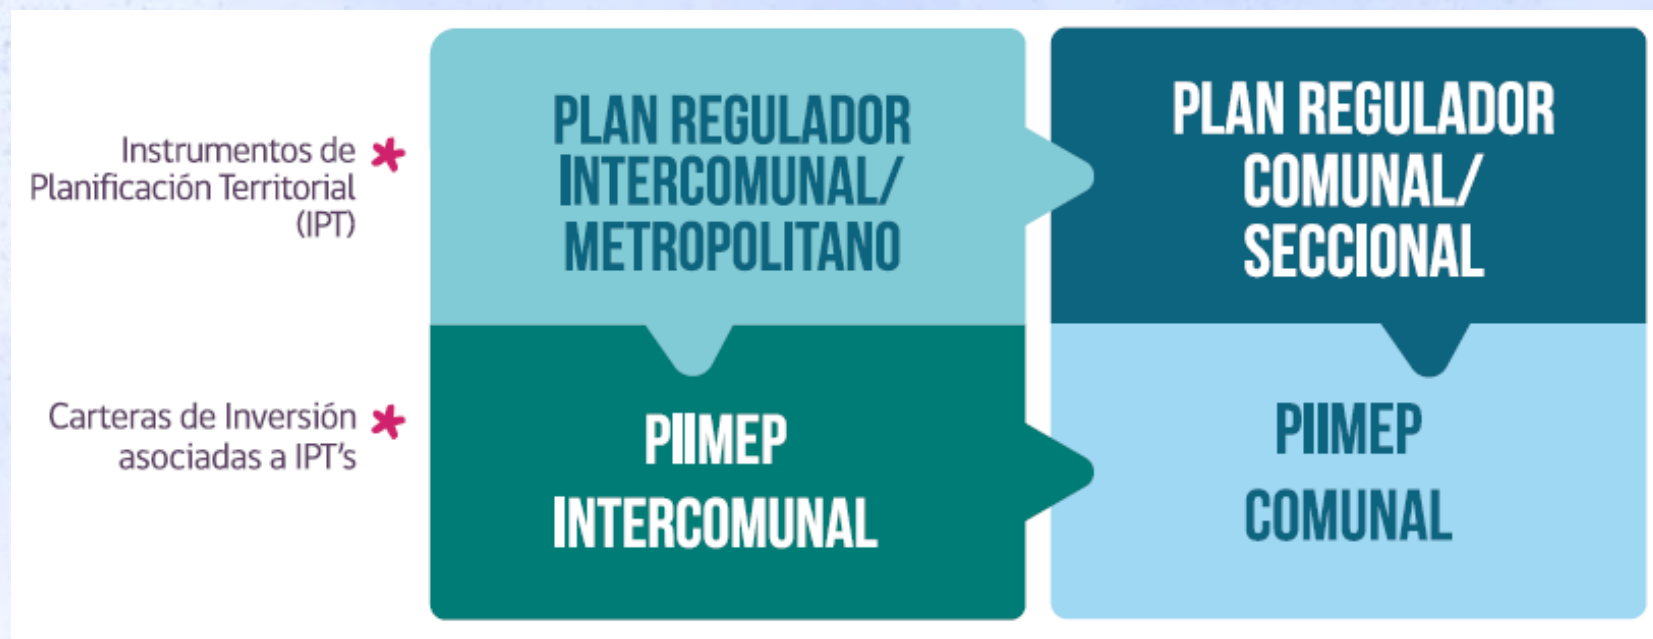 Instrumentos de
Planificación Territorial
(IPT)
PLAN REGULADOR
INTERCOMUNAL/
METROPOLITANO
PLAN REGULADOR
COMUNAL/
SECCIONAL
Carteras de Inversión
asociadas a IPT's
PIIMEP
INTERCOMUNAL
PIIMEP
COMUNAL